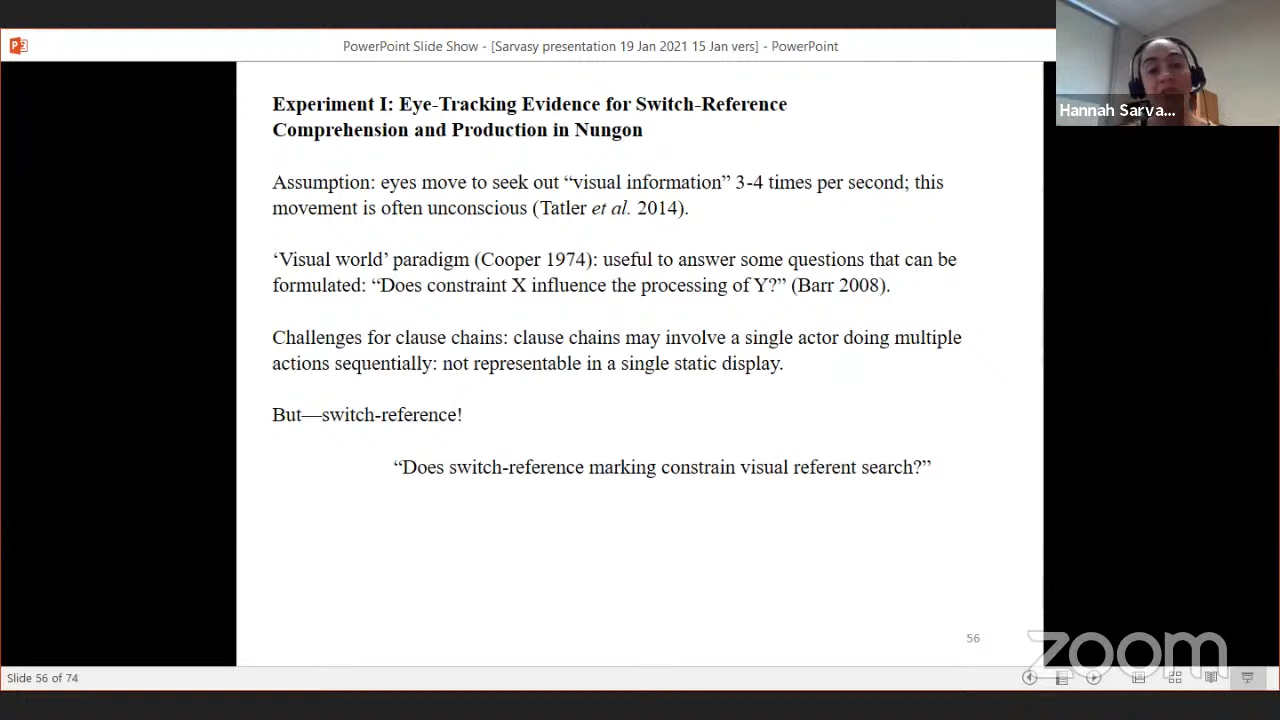 PowerPoint Slide Show - [Sarvasy presentation 19 Jan 2021 15 Jan vers] - PowerPoint
Hannah Sarva...
Experiment I: Eye-Tracking Evidence for Switch-Reference
Comprehension and Production in Nungon
Assumption: eyes move to seek out “visual information” 3-4 times per second; this
movement is often unconscious (Tatler et al. 2014).
‘Visual world’ paradigm (Cooper 1974): useful to answer some questions that can be
formulated: “Does constraint X influence the processing of Y?” (Barr 2008).
Challenges for clause chains: clause chains may involve a single actor doing multiple
actions sequentially: not representable in a single static display.
But—switch-reference!
“Does switch-reference marking constrain visual referent search?”
56
zoom
Slide 56 of 74